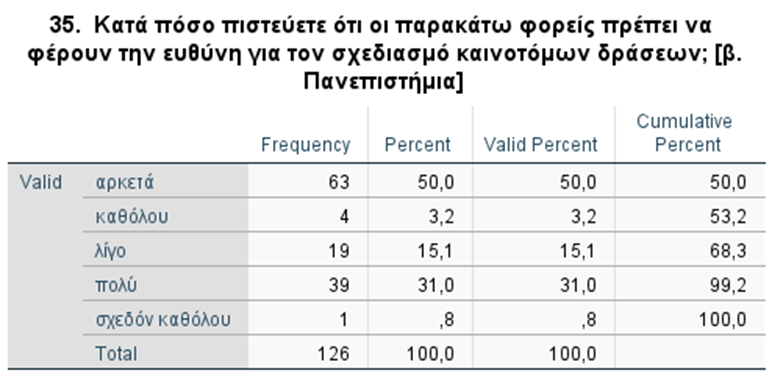 35. Κατά πόσο πιστεύετε ότι οι παρακάτω φορείς πρέπει να
φέρουν την ευθύνη για τον σχεδιασμό καινοτόμων δράσεων; [β.
Πανεπιστήμια]
Frequency Percent Valid Percent Cumulative Percent
Valid αρκετά 63 50,0 50,0 50,0
καθόλου 4 3,2 3,2 53,2
λίγο 19 15,1 15,1 68,3
πολύ 39 31,0 31,0 99,2
σχεδόν καθόλου 1 ,8 ,8 100,0
Total 126 100,0 100,0